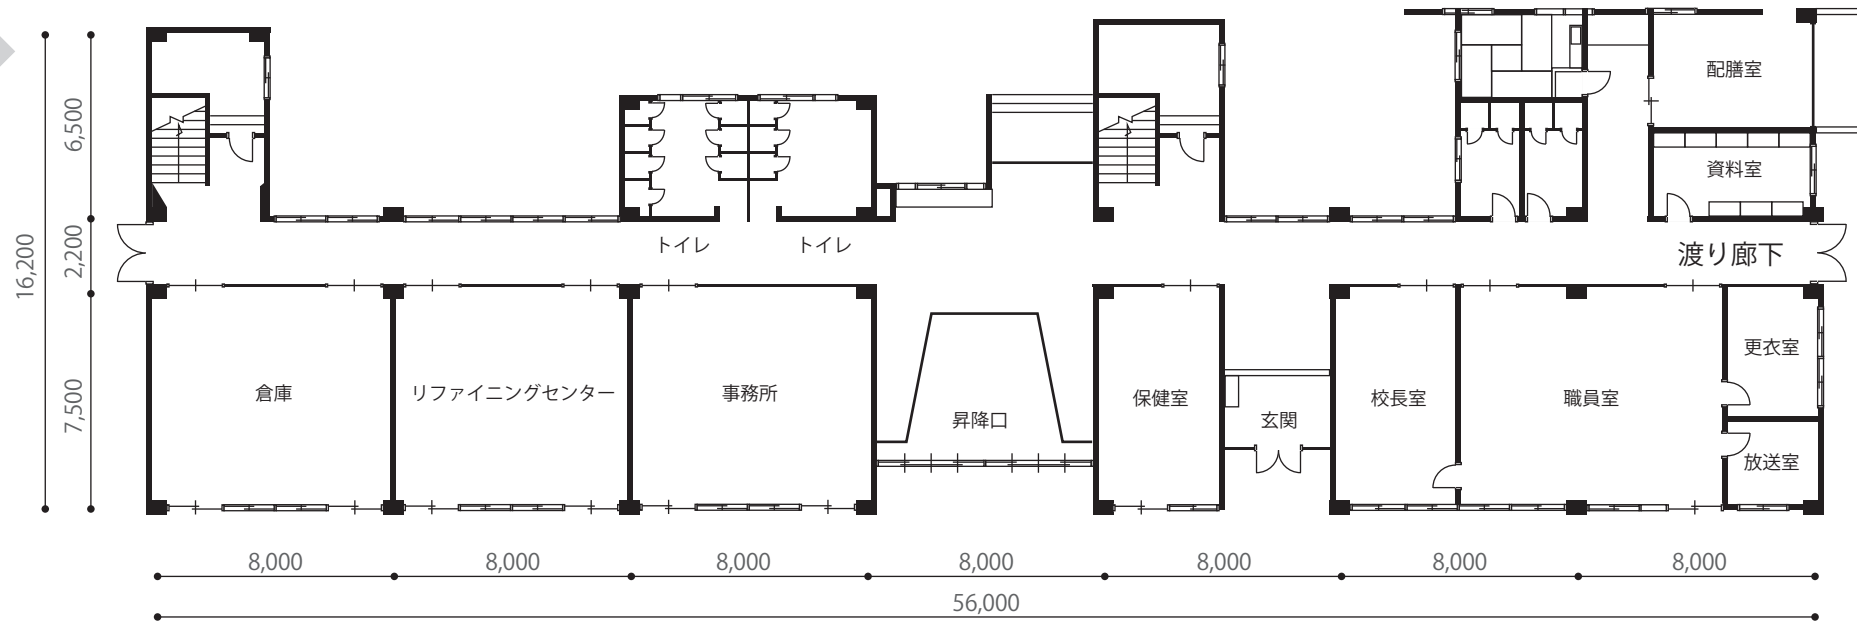 配膳室
6,500
資料室
トイレ
トイレ
渡り廊下
2,200
16,200
更衣室
倉庫
リファイニングセンター
事務所
保健室
校長室
職員室
7,500
昇降口
玄関
放送室
8,000
8,000
8,000
8,000
8,000
8,000
8,000
56,000